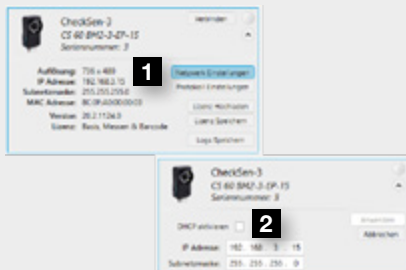 CheckSen-3
Verbinden
CS 60 BM2-3-EP-15
Seriennummer: 3
Auflösung: 736 x 480
IP Adresse: 192.168.3.15
Subnetzmaske: 255.255.255.0
MAC Adresse:
Version
Lizenz: Basis, Messen & Barcode
1
Netzwerk Einstellungen
Protokoll Einstellungen
Lizenz Hochladen
Lizenz Speichern
Logs Speichern
CheckSen-3
CS 60 BM2-3-EP-15
Seriennummer: 3
Anwenden
Abbrechen
DHCP aktivieren
2
IP Adresse: 192. 168. 3. 15
Subnetzmaske: 255. 255. 255. 0